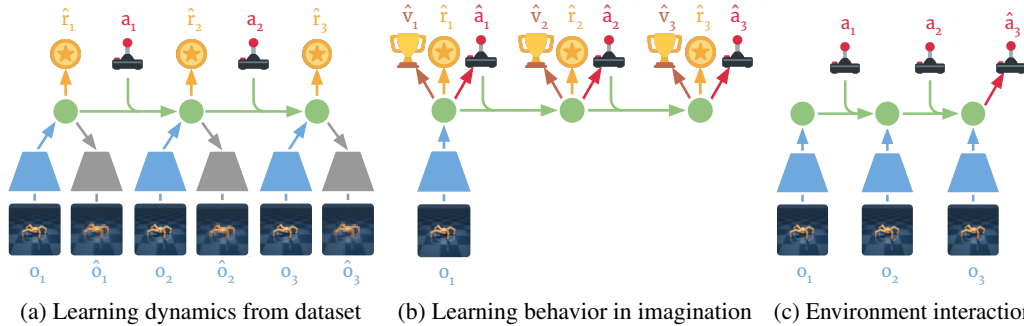 r̂₁ a₁ r̂₂ a₂ r̂₃
o₁ ô₁ o₂ ô₂ o₃ ô₃
(a) Learning dynamics from dataset
v̂₁ r̂₁ â₁ v̂₂ r̂₂ â₂ v̂₃ r̂₃ â₃
o₁
(b) Learning behavior in imagination
a₁ a₂ â₃
o₁ o₂ o₃
(c) Environment interaction